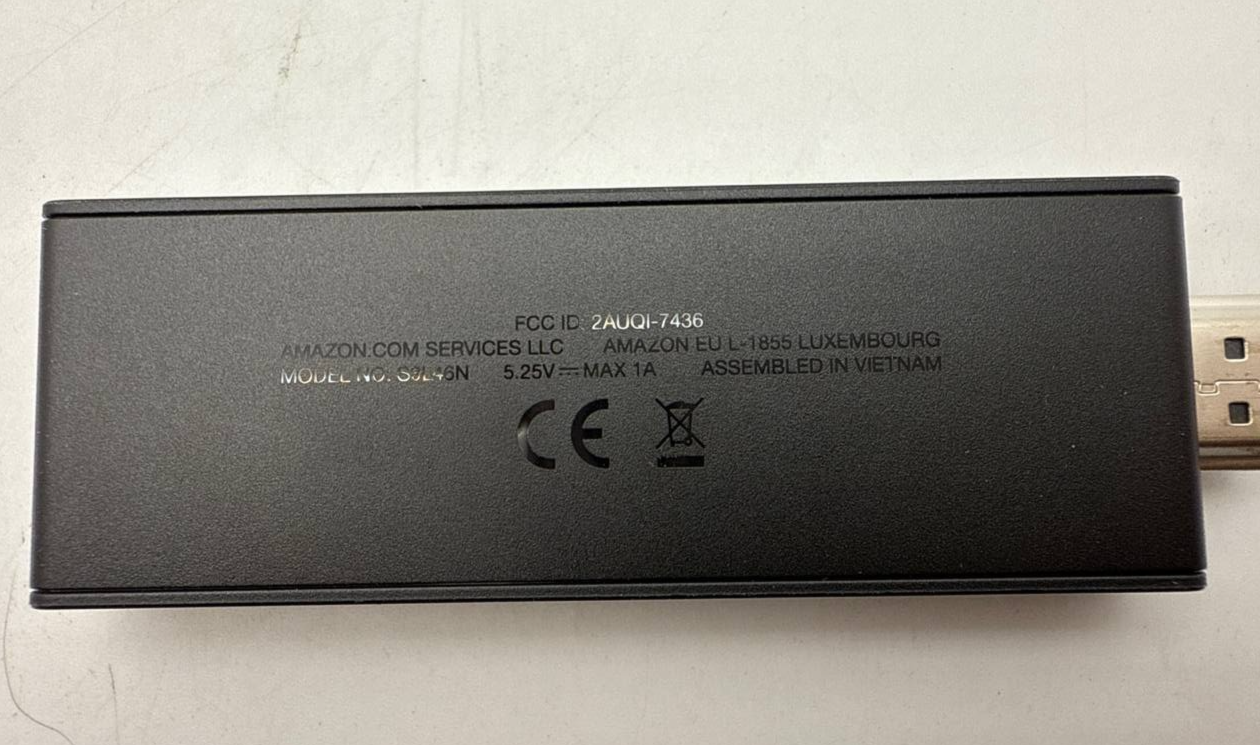 FCC ID: 2AUQI-7436
AMAZON.COM SERVICES LLC AMAZON EU L-1855 LUXEMBOURG
MODEL NO. S3L46N 5.25V⎓MAX 1A ASSEMBLED IN VIETNAM
CE